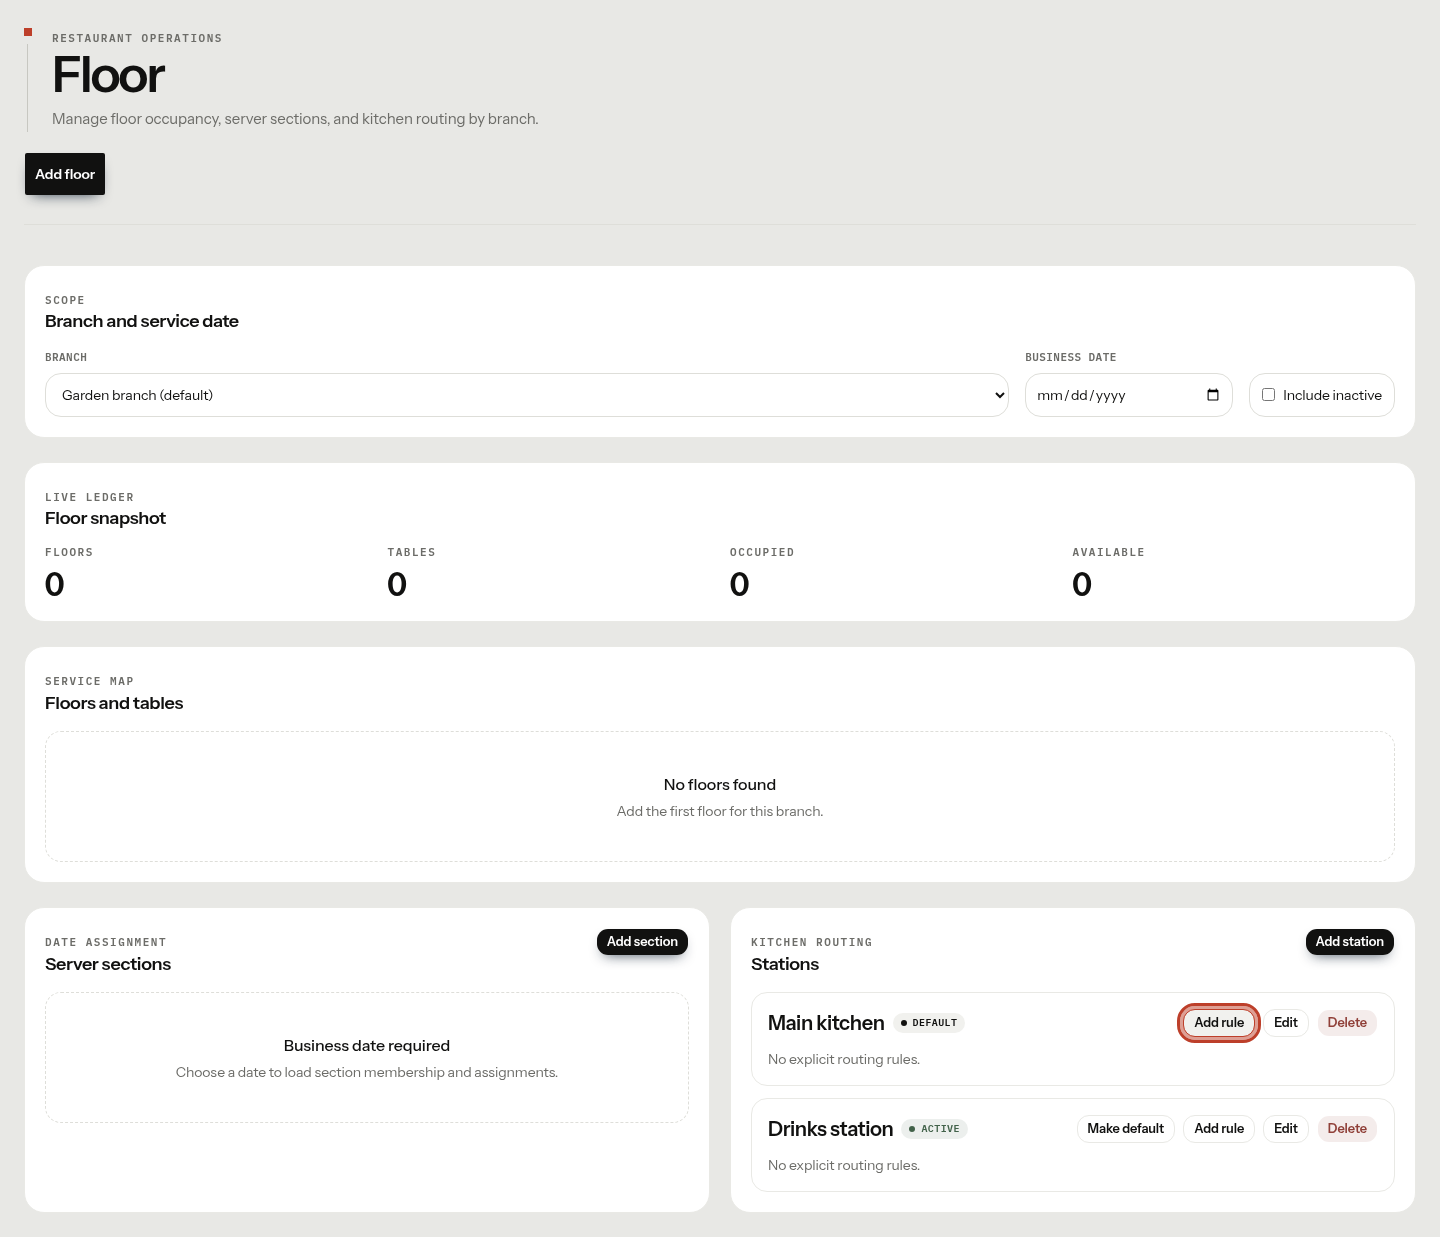 RESTAURANT OPERATIONS
Floor
Manage floor occupancy, server sections, and kitchen routing by branch.
Add floor
SCOPE
Branch and service date
BRANCH
BUSINESS DATE
Garden branch (default)
mm/dd/yyyy
Include inactive
LIVE LEDGER
Floor snapshot
FLOORS
TABLES
OCCUPIED
AVAILABLE
0
0
0
0
SERVICE MAP
Floors and tables
No floors found
Add the first floor for this branch.
DATE ASSIGNMENT
Server sections
Add section
Business date required
Choose a date to load section membership and assignments.
KITCHEN ROUTING
Stations
Add station
Main kitchen
DEFAULT
Add rule
Edit
Delete
No explicit routing rules.
Drinks station
ACTIVE
Make default
Add rule
Edit
Delete
No explicit routing rules.